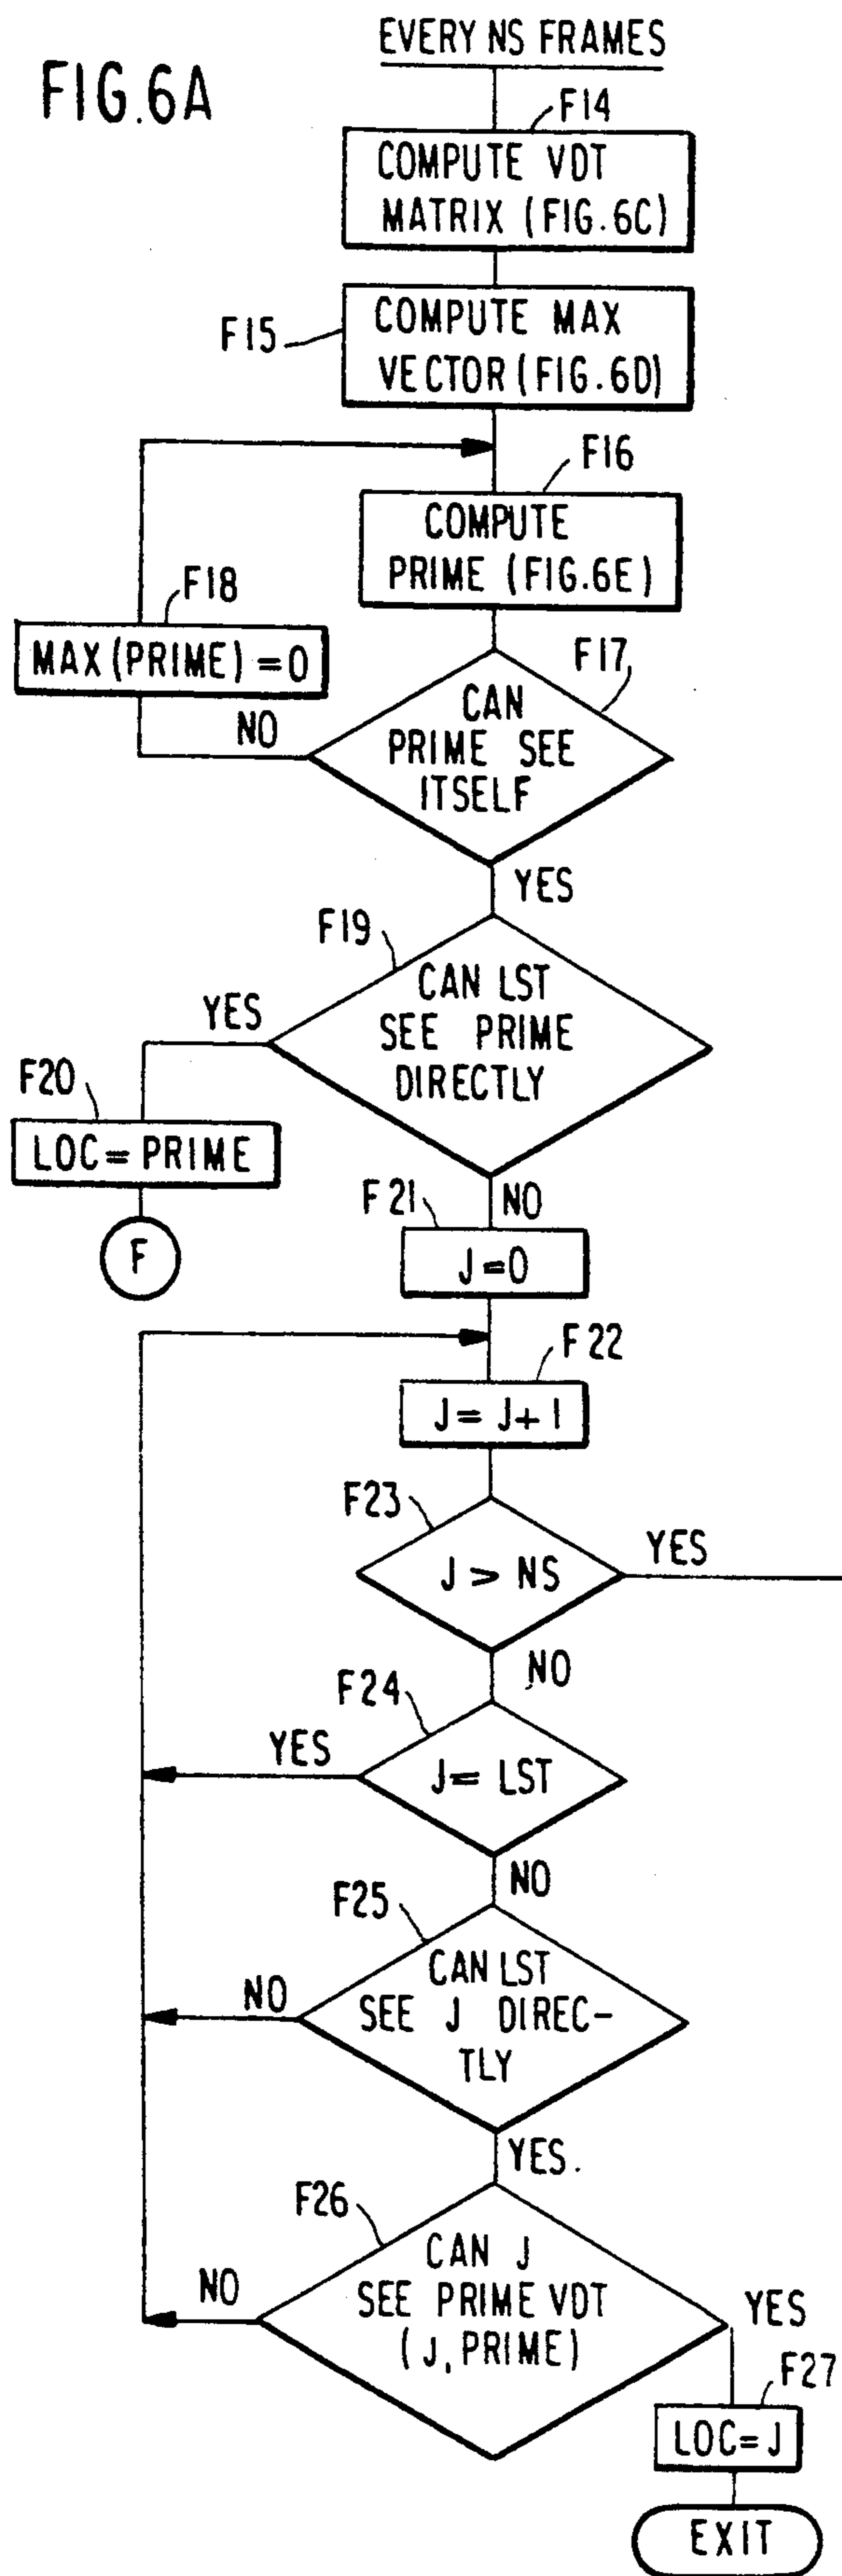 FIG.6A
EVERY NS FRAMES
F14
COMPUTE VDT
MATRIX (FIG.6C)
F15
COMPUTE MAX
VECTOR (FIG.6D)
F16
COMPUTE
PRIME (FIG.6E)
F18
MAX(PRIME)=0
F17
NO
CAN
PRIME SEE
ITSELF
YES
F19
YES
CAN LST
SEE PRIME
DIRECTLY
F20
LOC=PRIME
F
NO
F21
J=0
F22
J=J+1
F23
J > NS
YES
NO
F24
YES
J= LST
NO
F25
NO
CAN LST
SEE J DIREC-
TLY
YES.
F26
NO
CAN J
SEE PRIME VDT
(J, PRIME)
YES
F27
LOC=J
EXIT